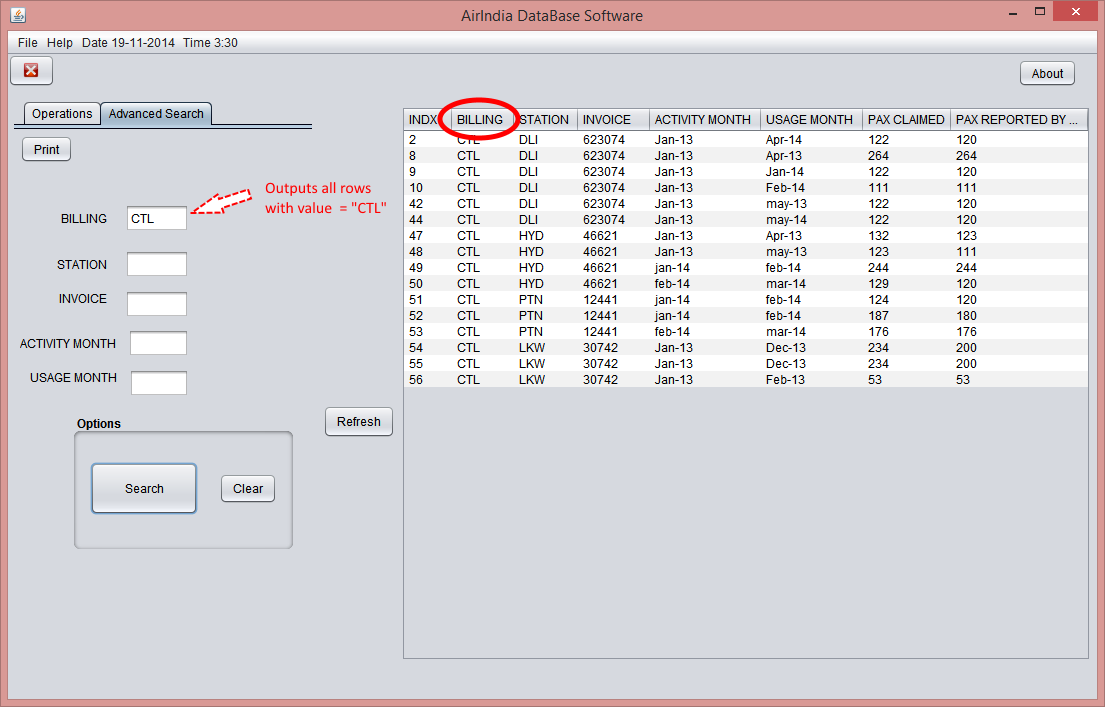 AirIndia DataBase Software
File Help Date 19-11-2014 Time 3:30
About
Operations Advanced Search
Print
Outputs all rows
with value = "CTL"
BILLING CTL
STATION
INVOICE
ACTIVITY MONTH
USAGE MONTH
Options
Search Clear
Refresh
INDX BILLING STATION INVOICE ACTIVITY MONTH USAGE MONTH PAX CLAIMED PAX REPORTED BY ...
2 CTL DLI 623074 Jan-13 Apr-14 122 120
8 CTL DLI 623074 Jan-13 Apr-13 264 264
9 CTL DLI 623074 Jan-13 Jan-14 122 120
10 CTL DLI 623074 Jan-13 Feb-14 111 111
42 CTL DLI 623074 Jan-13 may-13 122 120
44 CTL DLI 623074 Jan-13 may-14 122 120
47 CTL HYD 46621 Jan-13 Apr-13 132 123
48 CTL HYD 46621 Jan-13 may-13 123 111
49 CTL HYD 46621 jan-14 feb-14 244 244
50 CTL HYD 46621 feb-14 mar-14 129 120
51 CTL PTN 12441 jan-14 feb-14 124 120
52 CTL PTN 12441 jan-14 feb-14 187 180
53 CTL PTN 12441 feb-14 mar-14 176 176
54 CTL LKW 30742 Jan-13 Dec-13 234 200
55 CTL LKW 30742 Jan-13 Dec-13 234 200
56 CTL LKW 30742 Jan-13 Feb-13 53 53